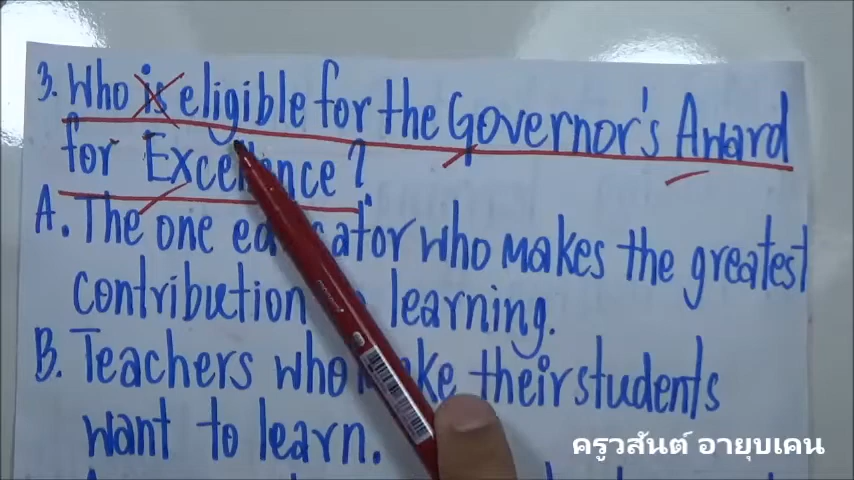 3. Who is eligible for the Governor's Award
for Excellence?
A. The one educator who makes the greatest
contribution learning.
B. Teachers who make their students
want to learn.
ครูวสันต์ อายุบเคน